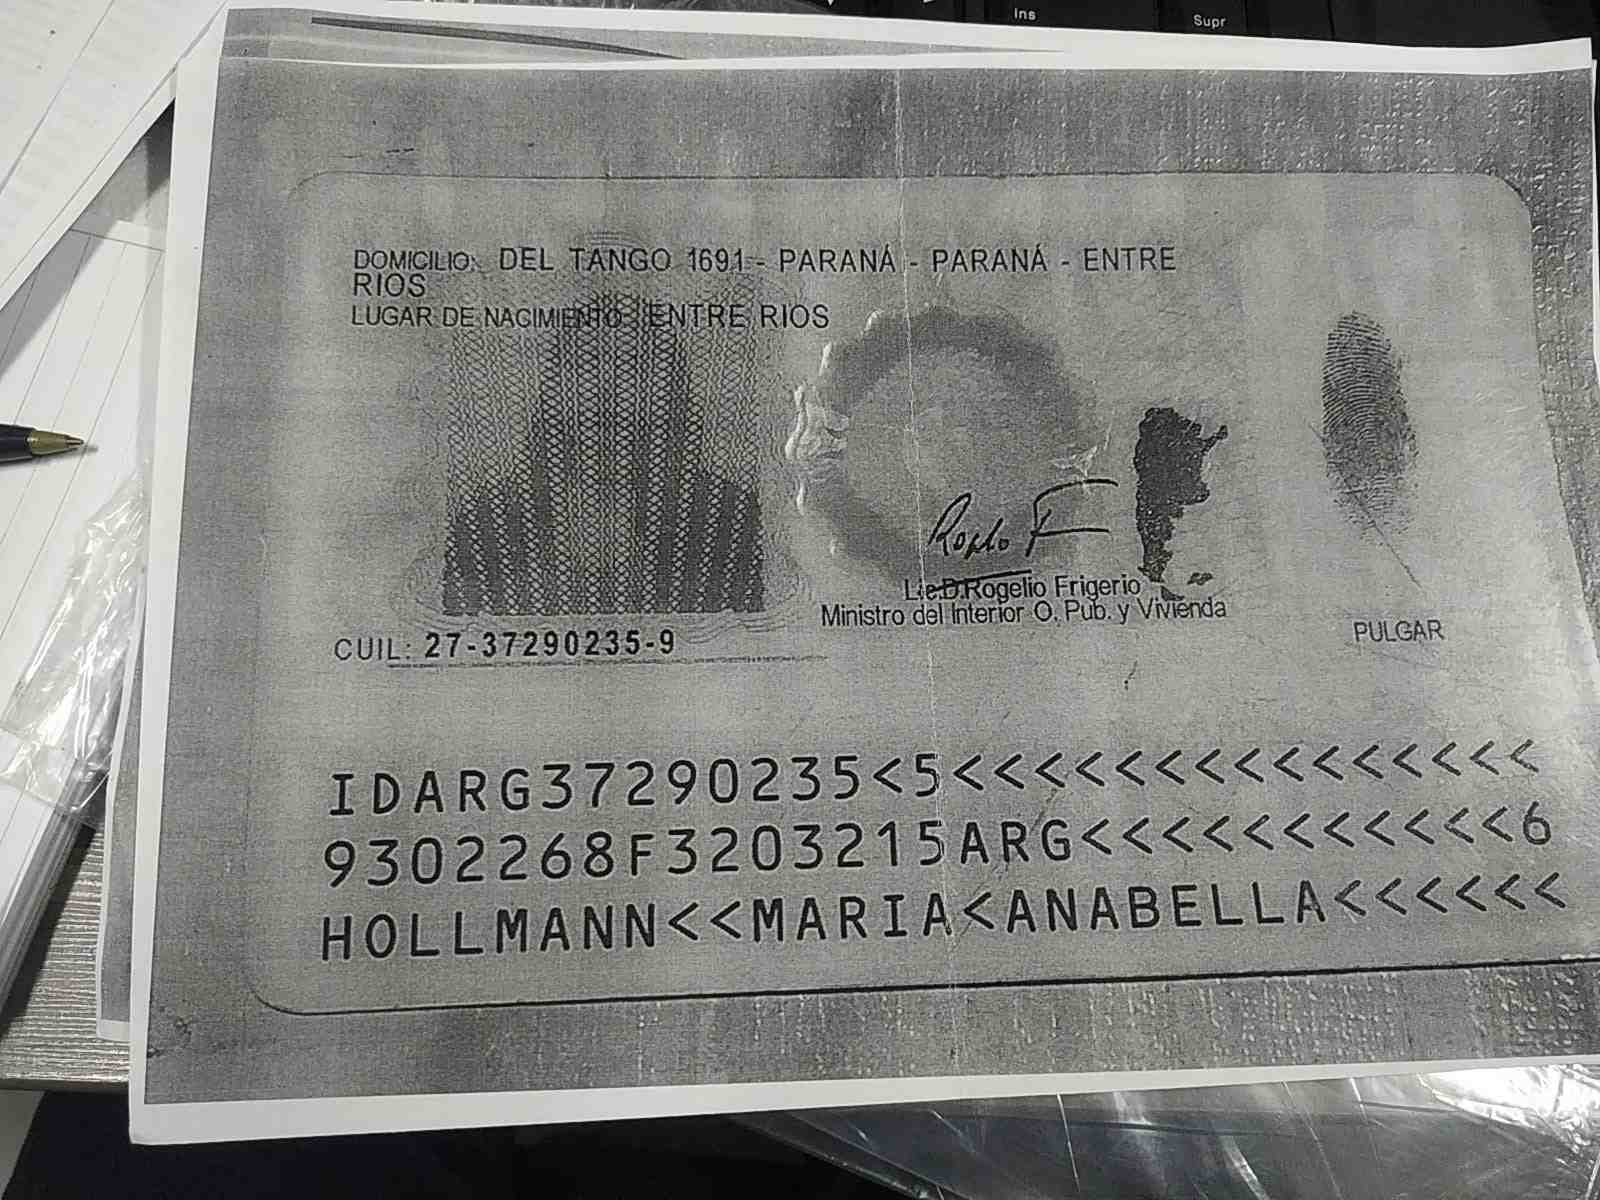 Ins
Supr
DOMICILIO: DEL TANGO 1691 - PARANÁ - PARANÁ - ENTRE
RIOS
LUGAR DE NACIMIENTO: ENTRE RIOS
Lic.D.Rogelio Frigerio
Ministro del Interior O. Pub. y Vivienda
PULGAR
CUIL: 27-37290235-9
IDARG37290235<5<<<<<<<<<<<<<<<
9302268F3203215ARG<<<<<<<<<<<6
HOLLMANN<<MARIA<ANABELLA<<<<<<